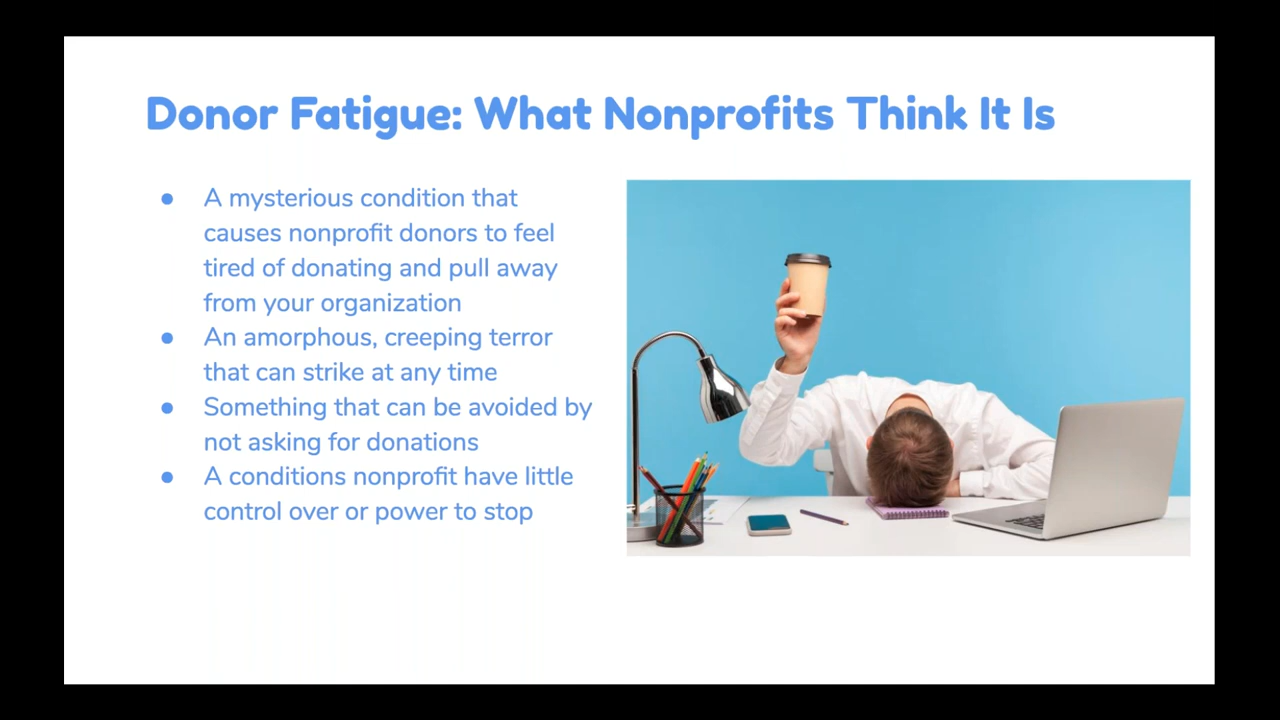 Donor Fatigue: What Nonprofits Think It Is
● A mysterious condition that
causes nonprofit donors to feel
tired of donating and pull away
from your organization
● An amorphous, creeping terror
that can strike at any time
● Something that can be avoided by
not asking for donations
● A conditions nonprofit have little
control over or power to stop